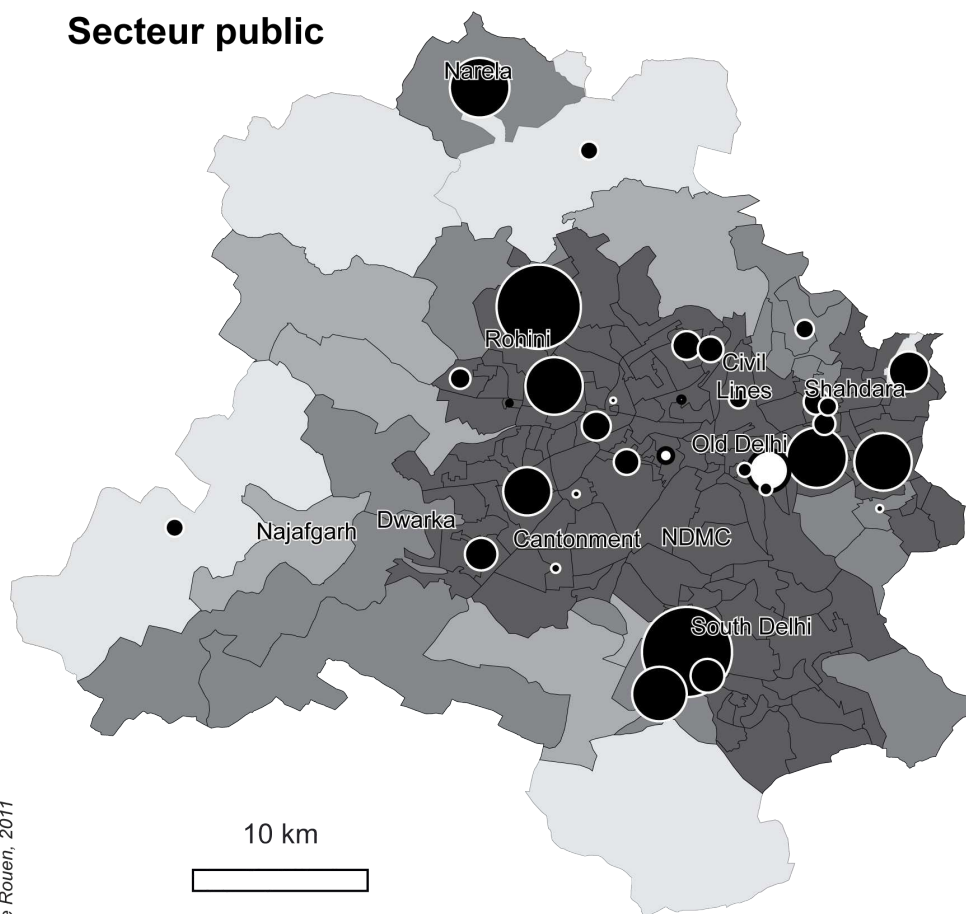 Secteur public
Narela
Rohini
Civil
Lines
Shahdara
Old Delhi
Dwarka
Najafgarh
Cantonment
NDMC
South Delhi
10 km
Rouen, 2011